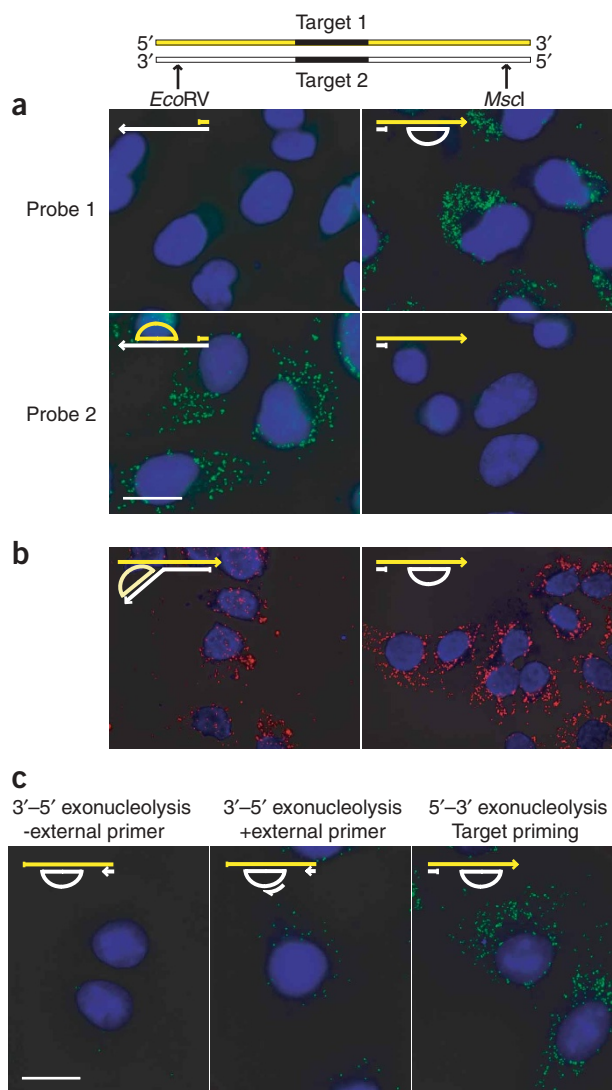 Target 1
5′ 3′
3′ 5′
Target 2
EcoRV MscI
a
Probe 1
Probe 2
b
c
3′–5′ exonucleolysis
-external primer
3′–5′ exonucleolysis
+external primer
5′–3′ exonucleolysis
Target priming